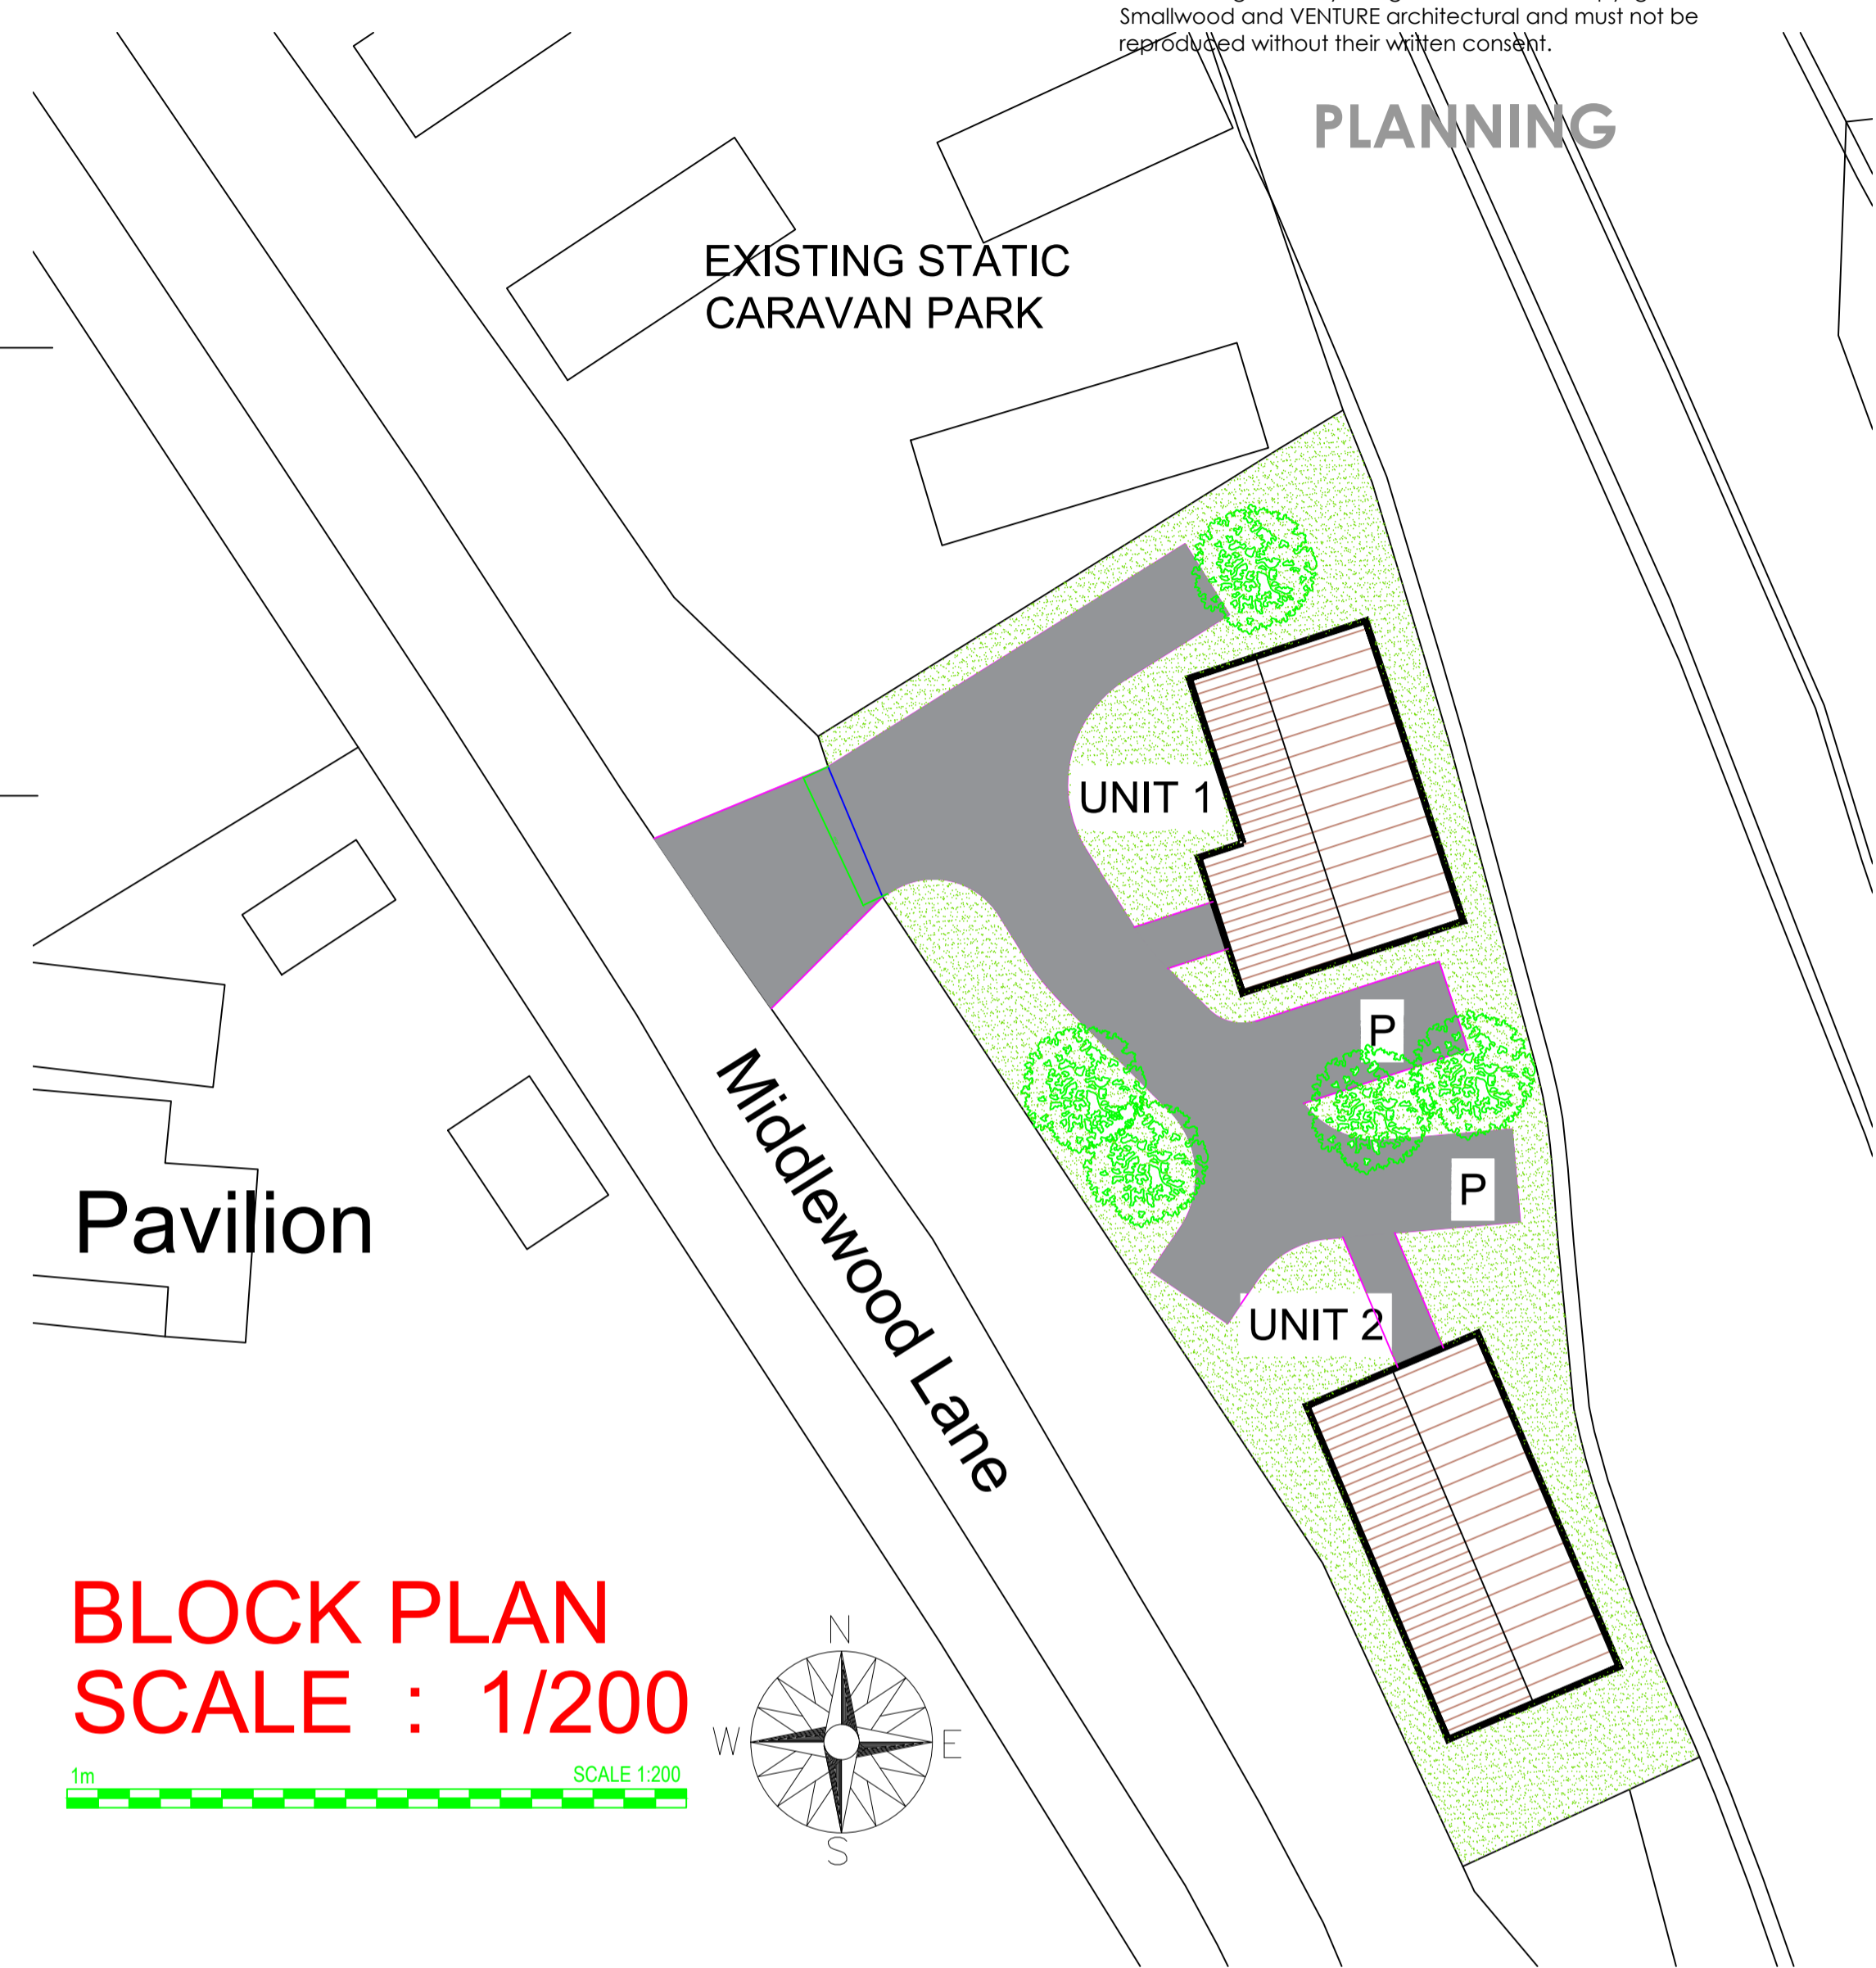 Smallwood and VENTURE architectural and must not be
reproduced without their written consent.
PLANNING
EXISTING STATIC
CARAVAN PARK
UNIT 1
P
P
UNIT 2
Middlewood Lane
Pavilion
BLOCK PLAN
SCALE : 1/200
1m
SCALE 1:200
N
W
E
S